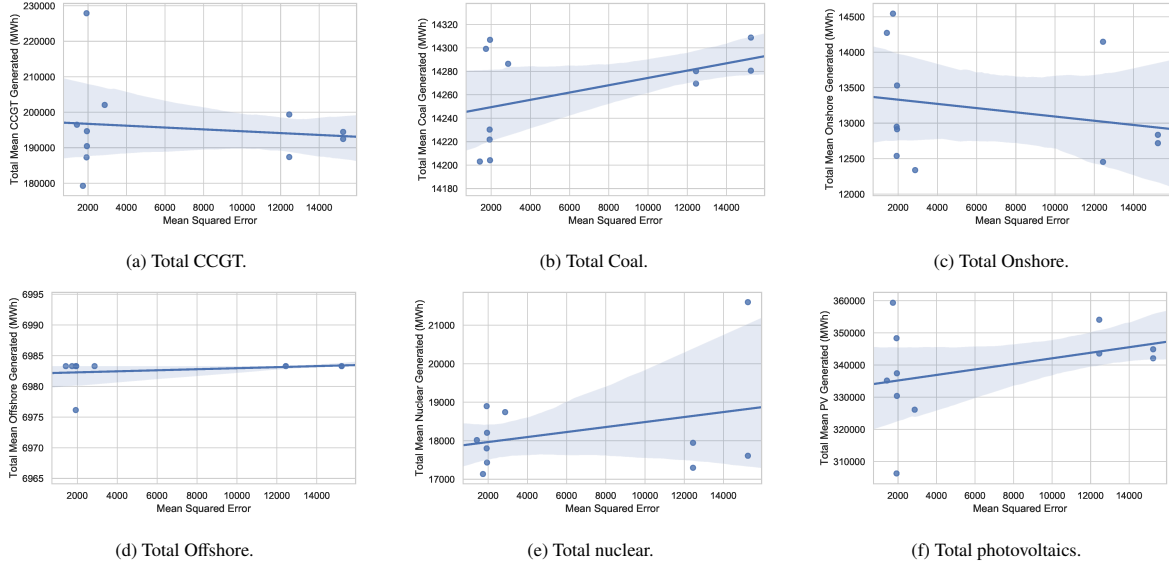 230000
220000
210000
200000
190000
180000
Total Mean CCGT Generated (MWh)
2000 4000 6000 8000 10000 12000 14000
Mean Squared Error
(a) Total CCGT.
14320
14300
14280
14260
14240
14220
14200
14180
Total Mean Coal Generated (MWh)
2000 4000 6000 8000 10000 12000 14000
Mean Squared Error
(b) Total Coal.
14500
14000
13500
13000
12500
12000
Total Mean Onshore Generated (MWh)
2000 4000 6000 8000 10000 12000 14000
Mean Squared Error
(c) Total Onshore.
6995
6990
6985
6980
6975
6970
6965
Total Mean Offshore Generated (MWh)
2000 4000 6000 8000 10000 12000 14000
Mean Squared Error
(d) Total Offshore.
21000
20000
19000
18000
17000
Total Mean Nuclear Generated (MWh)
2000 4000 6000 8000 10000 12000 14000
Mean Squared Error
(e) Total nuclear.
360000
350000
340000
330000
320000
310000
Total Mean PV Generated (MWh)
2000 4000 6000 8000 10000 12000 14000
Mean Squared Error
(f) Total photovoltaics.